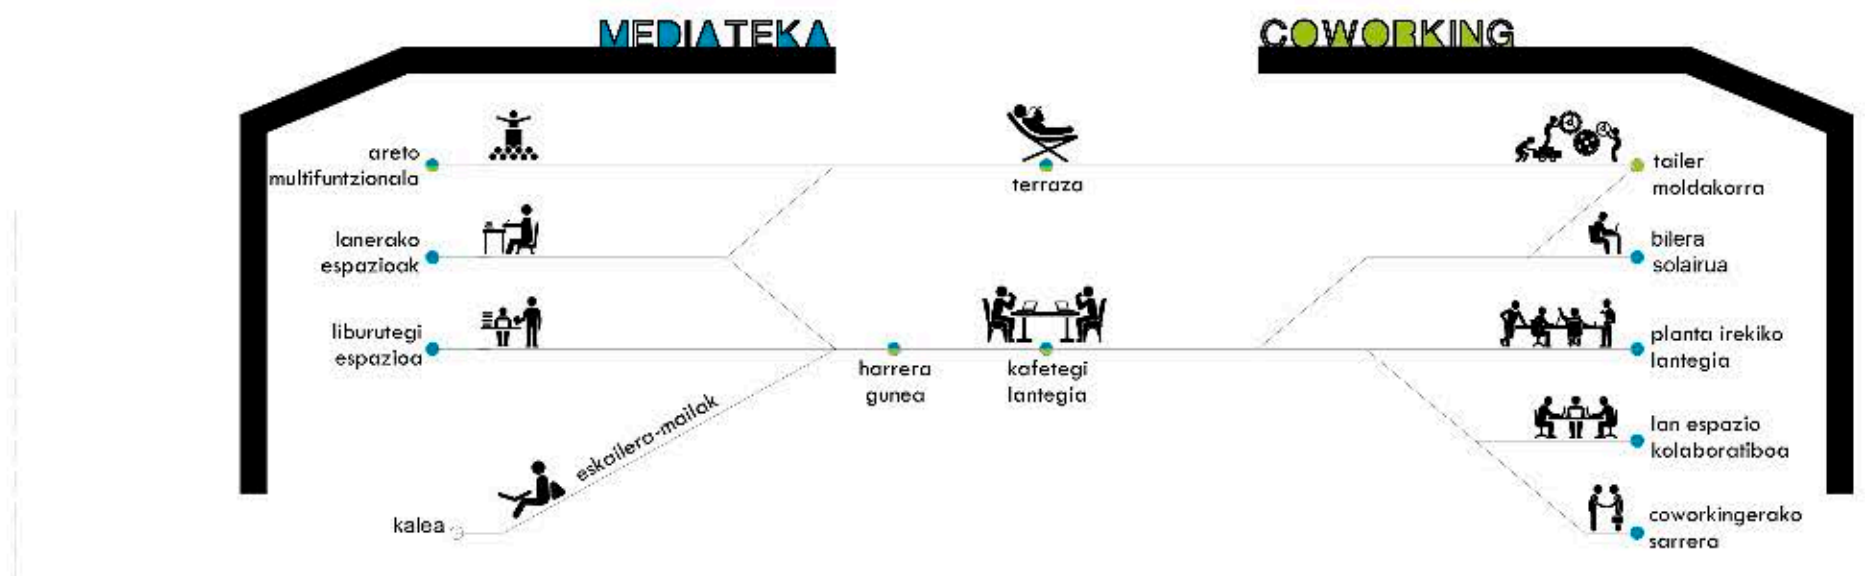 MEDIATEKA
COWORKING
areto
multifuntzionala
terraza
tailer
moldakorra
lanerako
espazioak
bilera
solairua
liburutegi
espazioa
harrera
gunea
kafetegi
lantegia
planta irekiko
lantegia
eskailera-mailak
lan espazio
kolaboratiboa
kalea
coworkingerako
sarrera